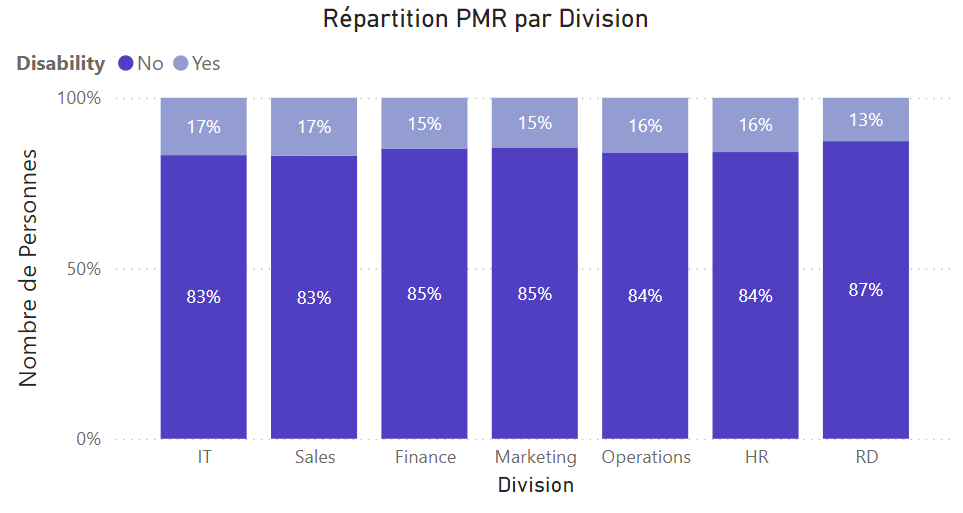 Répartition PMR par Division
Disability No Yes
100%
17% 17% 15% 15% 16% 16% 13%
Nombre de Personnes
50%
83% 83% 85% 85% 84% 84% 87%
0%
IT Sales Finance Marketing Operations HR RD
Division